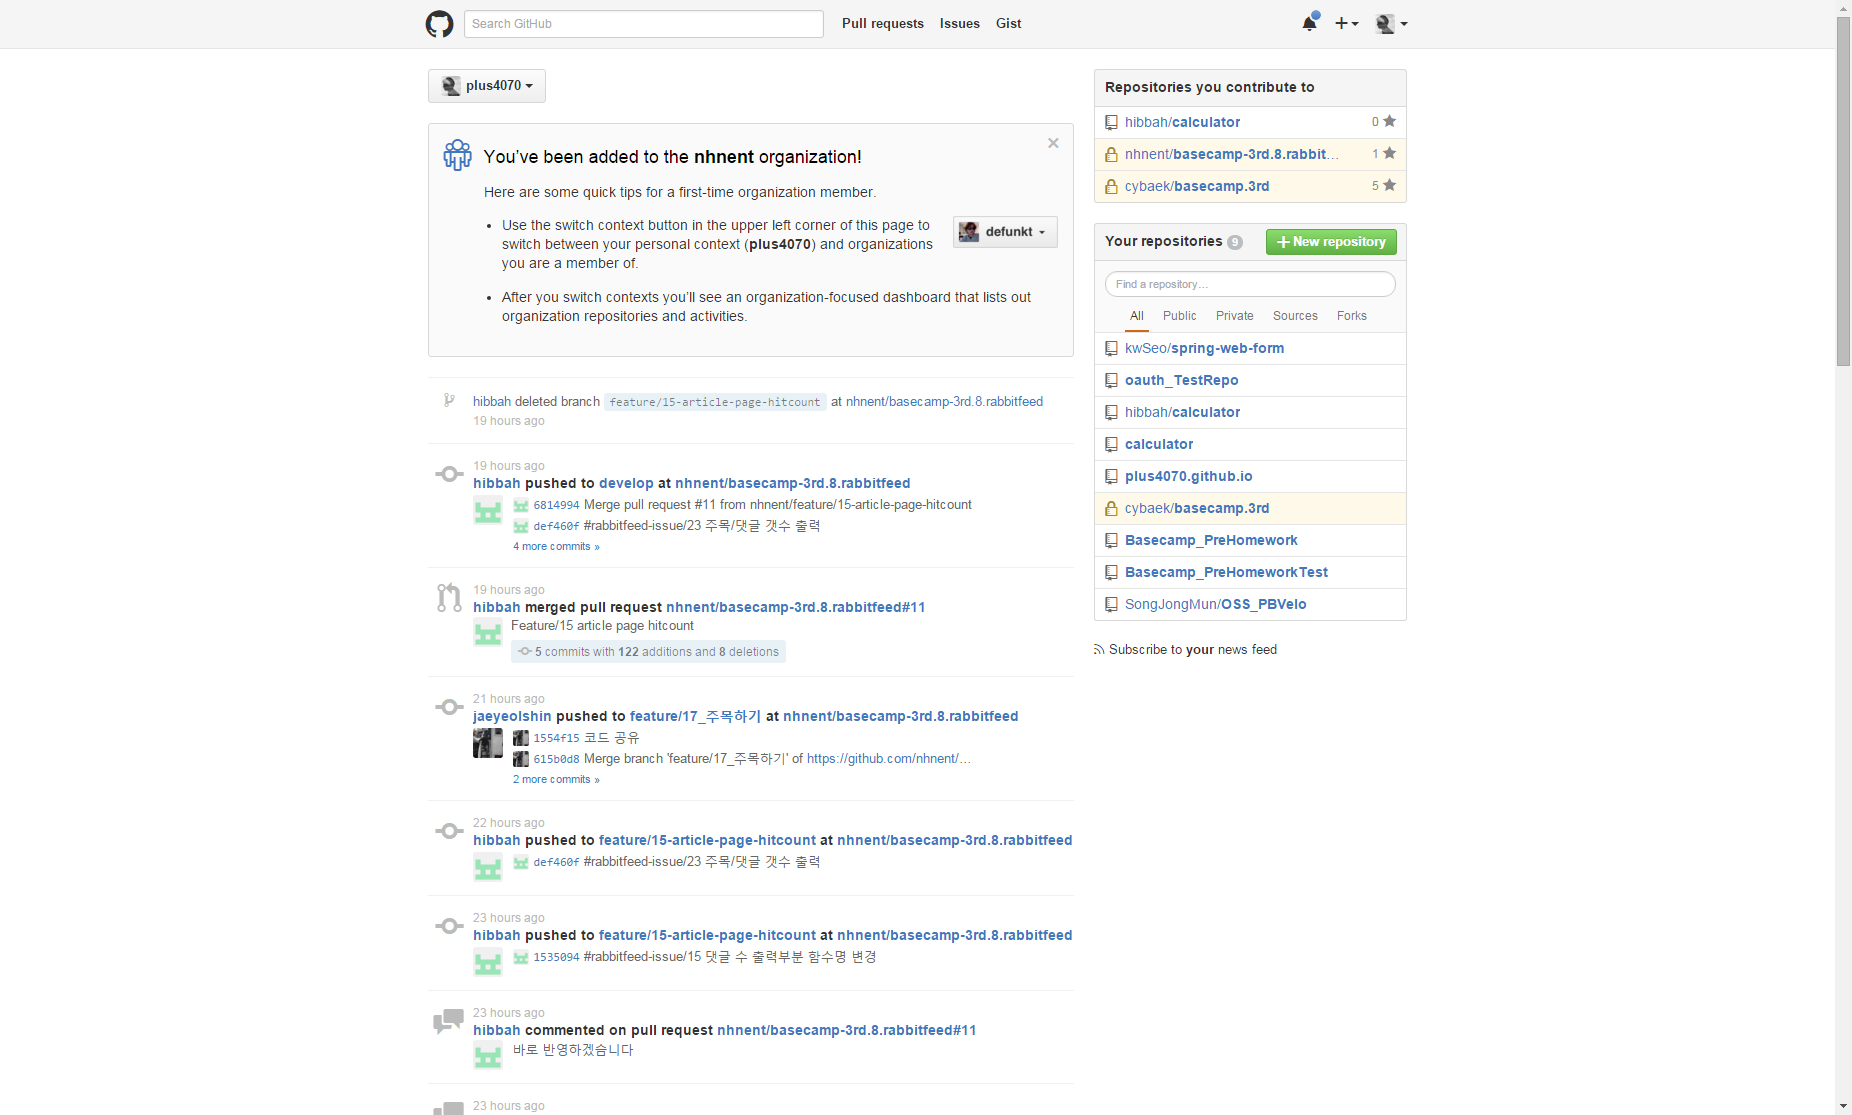 Search GitHub
Pull requests
Issues
Gist
plus4070
You've been added to the nhnent organization!
Here are some quick tips for a first-time organization member.
Use the switch context button in the upper left corner of this page to
switch between your personal context (plus4070) and organizations
you are a member of.
defunkt
After you switch contexts you'll see an organization-focused dashboard that lists out
organization repositories and activities.
hibbah deleted branch feature/15-article-page-hitcount at nhnent/basecamp-3rd.8.rabbitfeed
19 hours ago
19 hours ago
hibbah pushed to develop at nhnent/basecamp-3rd.8.rabbitfeed
6814994 Merge pull request #11 from nhnent/feature/15-article-page-hitcount
def460f #rabbitfeed-issue/23 주목/댓글 갯수 출력
4 more commits »
19 hours ago
hibbah merged pull request nhnent/basecamp-3rd.8.rabbitfeed#11
Feature/15 article page hitcount
5 commits with 122 additions and 8 deletions
21 hours ago
jaeyeolshin pushed to feature/17_주목하기 at nhnent/basecamp-3rd.8.rabbitfeed
1554f15 코드 공유
615b0d8 Merge branch 'feature/17_주목하기' of https://github.com/nhnent/…
2 more commits »
22 hours ago
hibbah pushed to feature/15-article-page-hitcount at nhnent/basecamp-3rd.8.rabbitfeed
def460f #rabbitfeed-issue/23 주목/댓글 갯수 출력
23 hours ago
hibbah pushed to feature/15-article-page-hitcount at nhnent/basecamp-3rd.8.rabbitfeed
1535094 #rabbitfeed-issue/15 댓글 수 출력부분 함수명 변경
23 hours ago
hibbah commented on pull request nhnent/basecamp-3rd.8.rabbitfeed#11
바로 반영하겠습니다
23 hours ago
Repositories you contribute to
hibbah/calculator 0
nhnent/basecamp-3rd.8.rabbit… 1
cybaek/basecamp.3rd 5
Your repositories 9
New repository
Find a repository…
All Public Private Sources Forks
kwSeo/spring-web-form
oauth_TestRepo
hibbah/calculator
calculator
plus4070.github.io
cybaek/basecamp.3rd
Basecamp_PreHomework
Basecamp_PreHomeworkTest
SongJongMun/OSS_PBVelo
Subscribe to your news feed